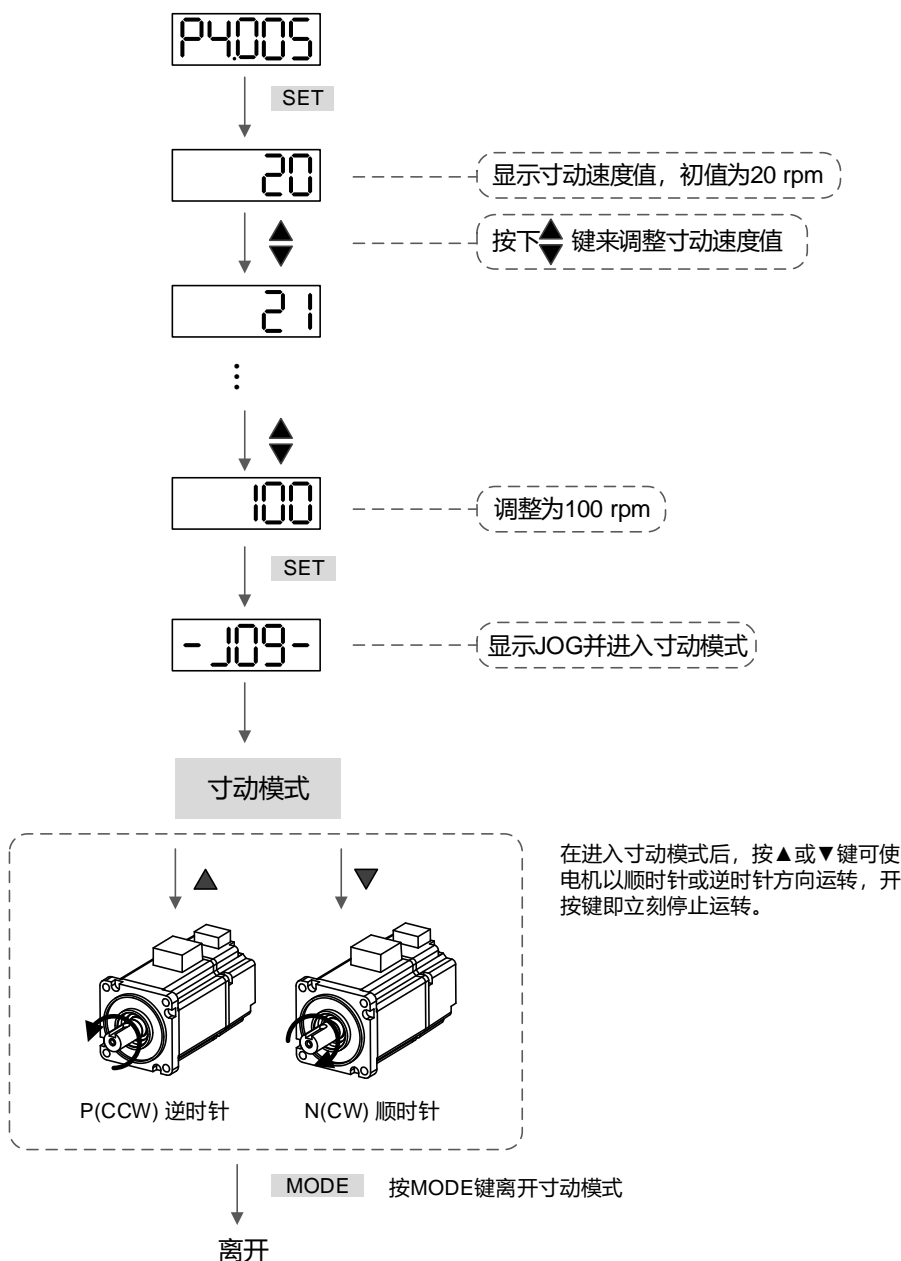 P4.005
SET
20
显示寸动速度值，初值为20 rpm
按下▲▼ 键来调整寸动速度值
21
⋮
100
调整为100 rpm
SET
-JOG-
显示JOG并进入寸动模式
寸动模式
在进入寸动模式后，按▲或▼键可使
电机以顺时针或逆时针方向运转，开
按键即立刻停止运转。
P(CCW) 逆时针
N(CW) 顺时针
MODE
按MODE键离开寸动模式
离开